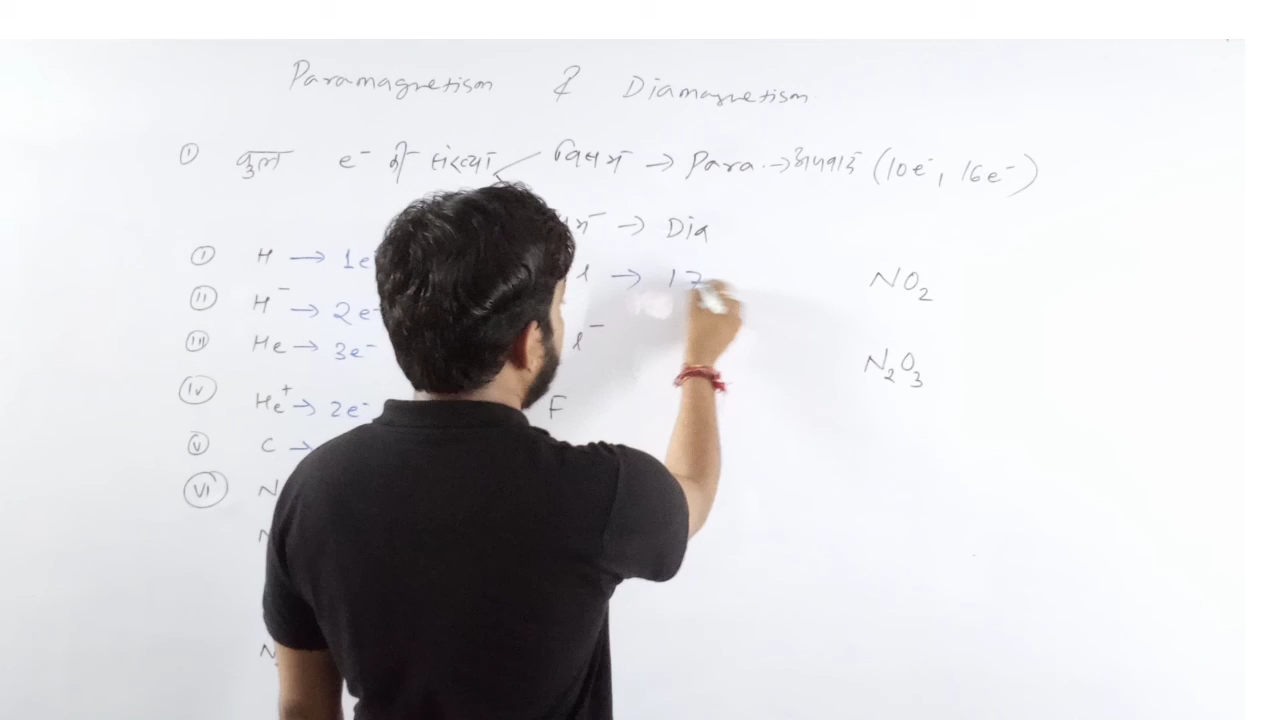 Paramagnetism & Diamagnetism
① कुल e⁻ की संख्या विषम → Para. → अपवाद (10e⁻, 16e⁻)
→ Dia
(I) H → 1e
(II) H⁻ → 2e⁻
(III) He → 3e⁻
(IV) He⁺ → 2e⁻
(V) C →
(VI) N
N
N
l → 17
l⁻
F
NO₂
N₂O₃